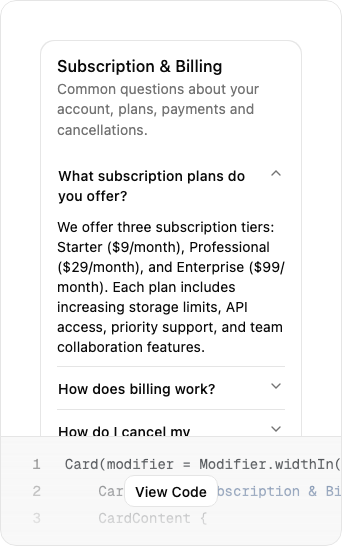 Subscription & Billing
Common questions about your
account, plans, payments and
cancellations.
What subscription plans do
you offer?
We offer three subscription tiers:
Starter ($9/month), Professional
($29/month), and Enterprise ($99/
month). Each plan includes
increasing storage limits, API
access, priority support, and team
collaboration features.
How does billing work?
How do I cancel my
1 Card(modifier = Modifier.widthIn(
2 Car bscription & Bi
View Code
3 CardContent {